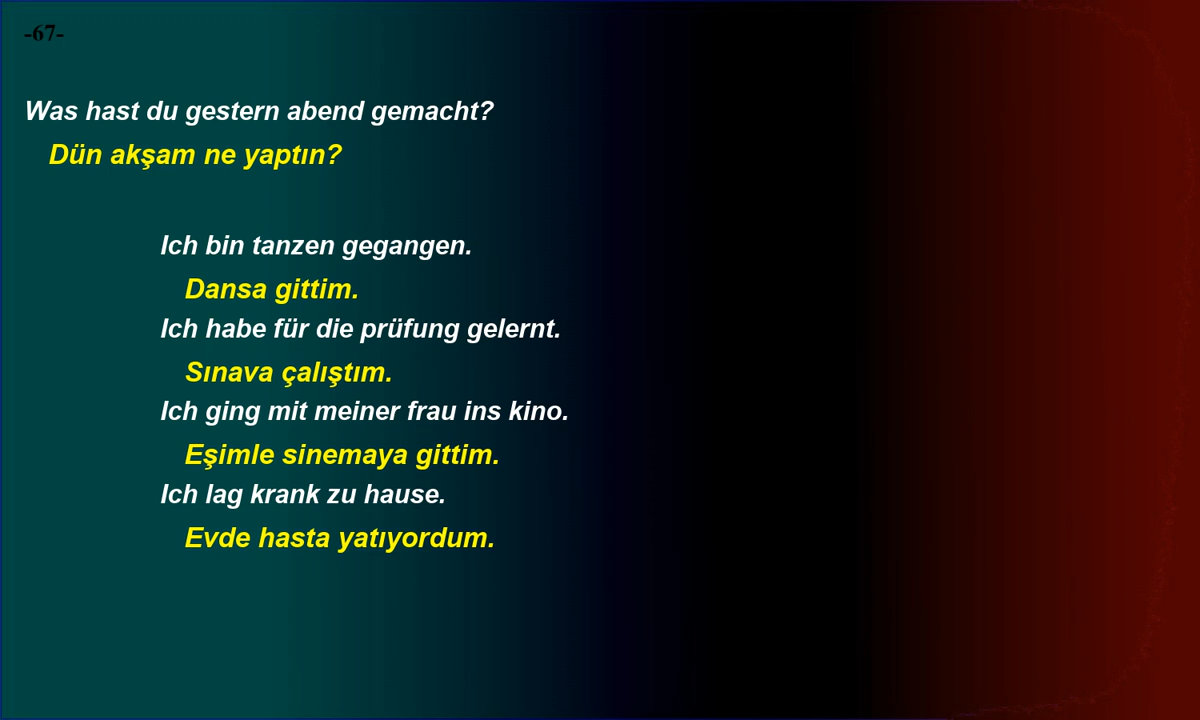 -67-
Was hast du gestern abend gemacht?
Dün akşam ne yaptın?
Ich bin tanzen gegangen.
Dansa gittim.
Ich habe für die prüfung gelernt.
Sınava çalıştım.
Ich ging mit meiner frau ins kino.
Eşimle sinemaya gittim.
Ich lag krank zu hause.
Evde hasta yatıyordum.